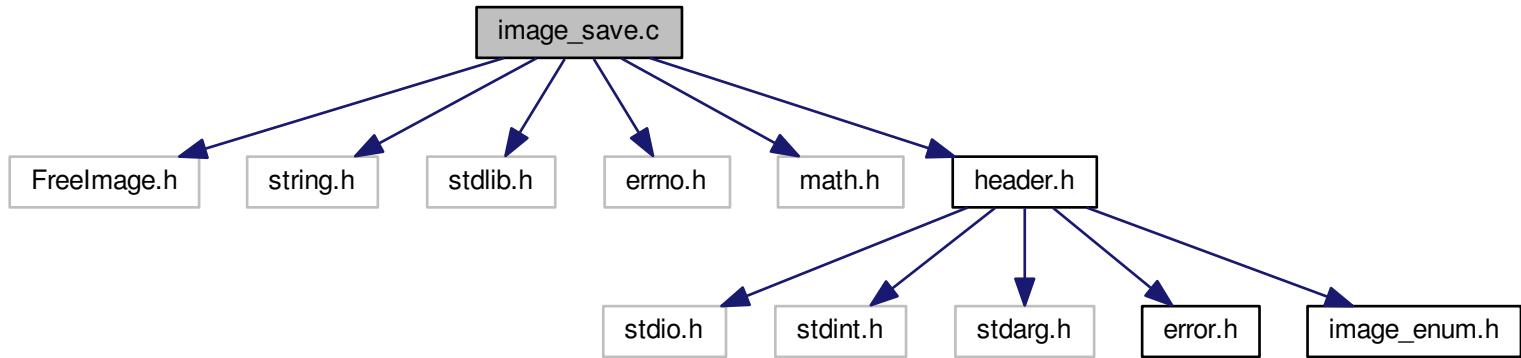 image_save.c
FreeImage.h
string.h
stdlib.h
errno.h
math.h
header.h
stdio.h
stdint.h
stdarg.h
error.h
image_enum.h